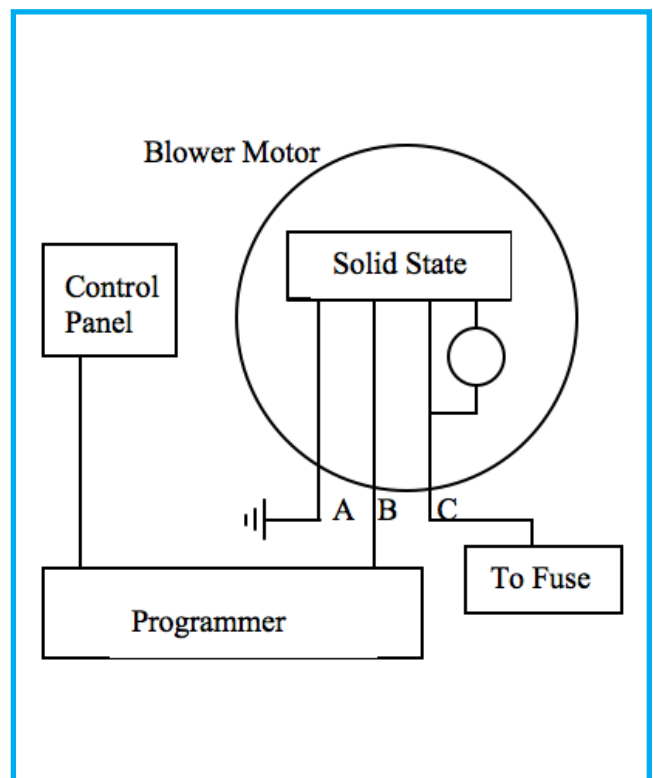 Blower Motor
Solid State
Control
Panel
A B C
To Fuse
Programmer